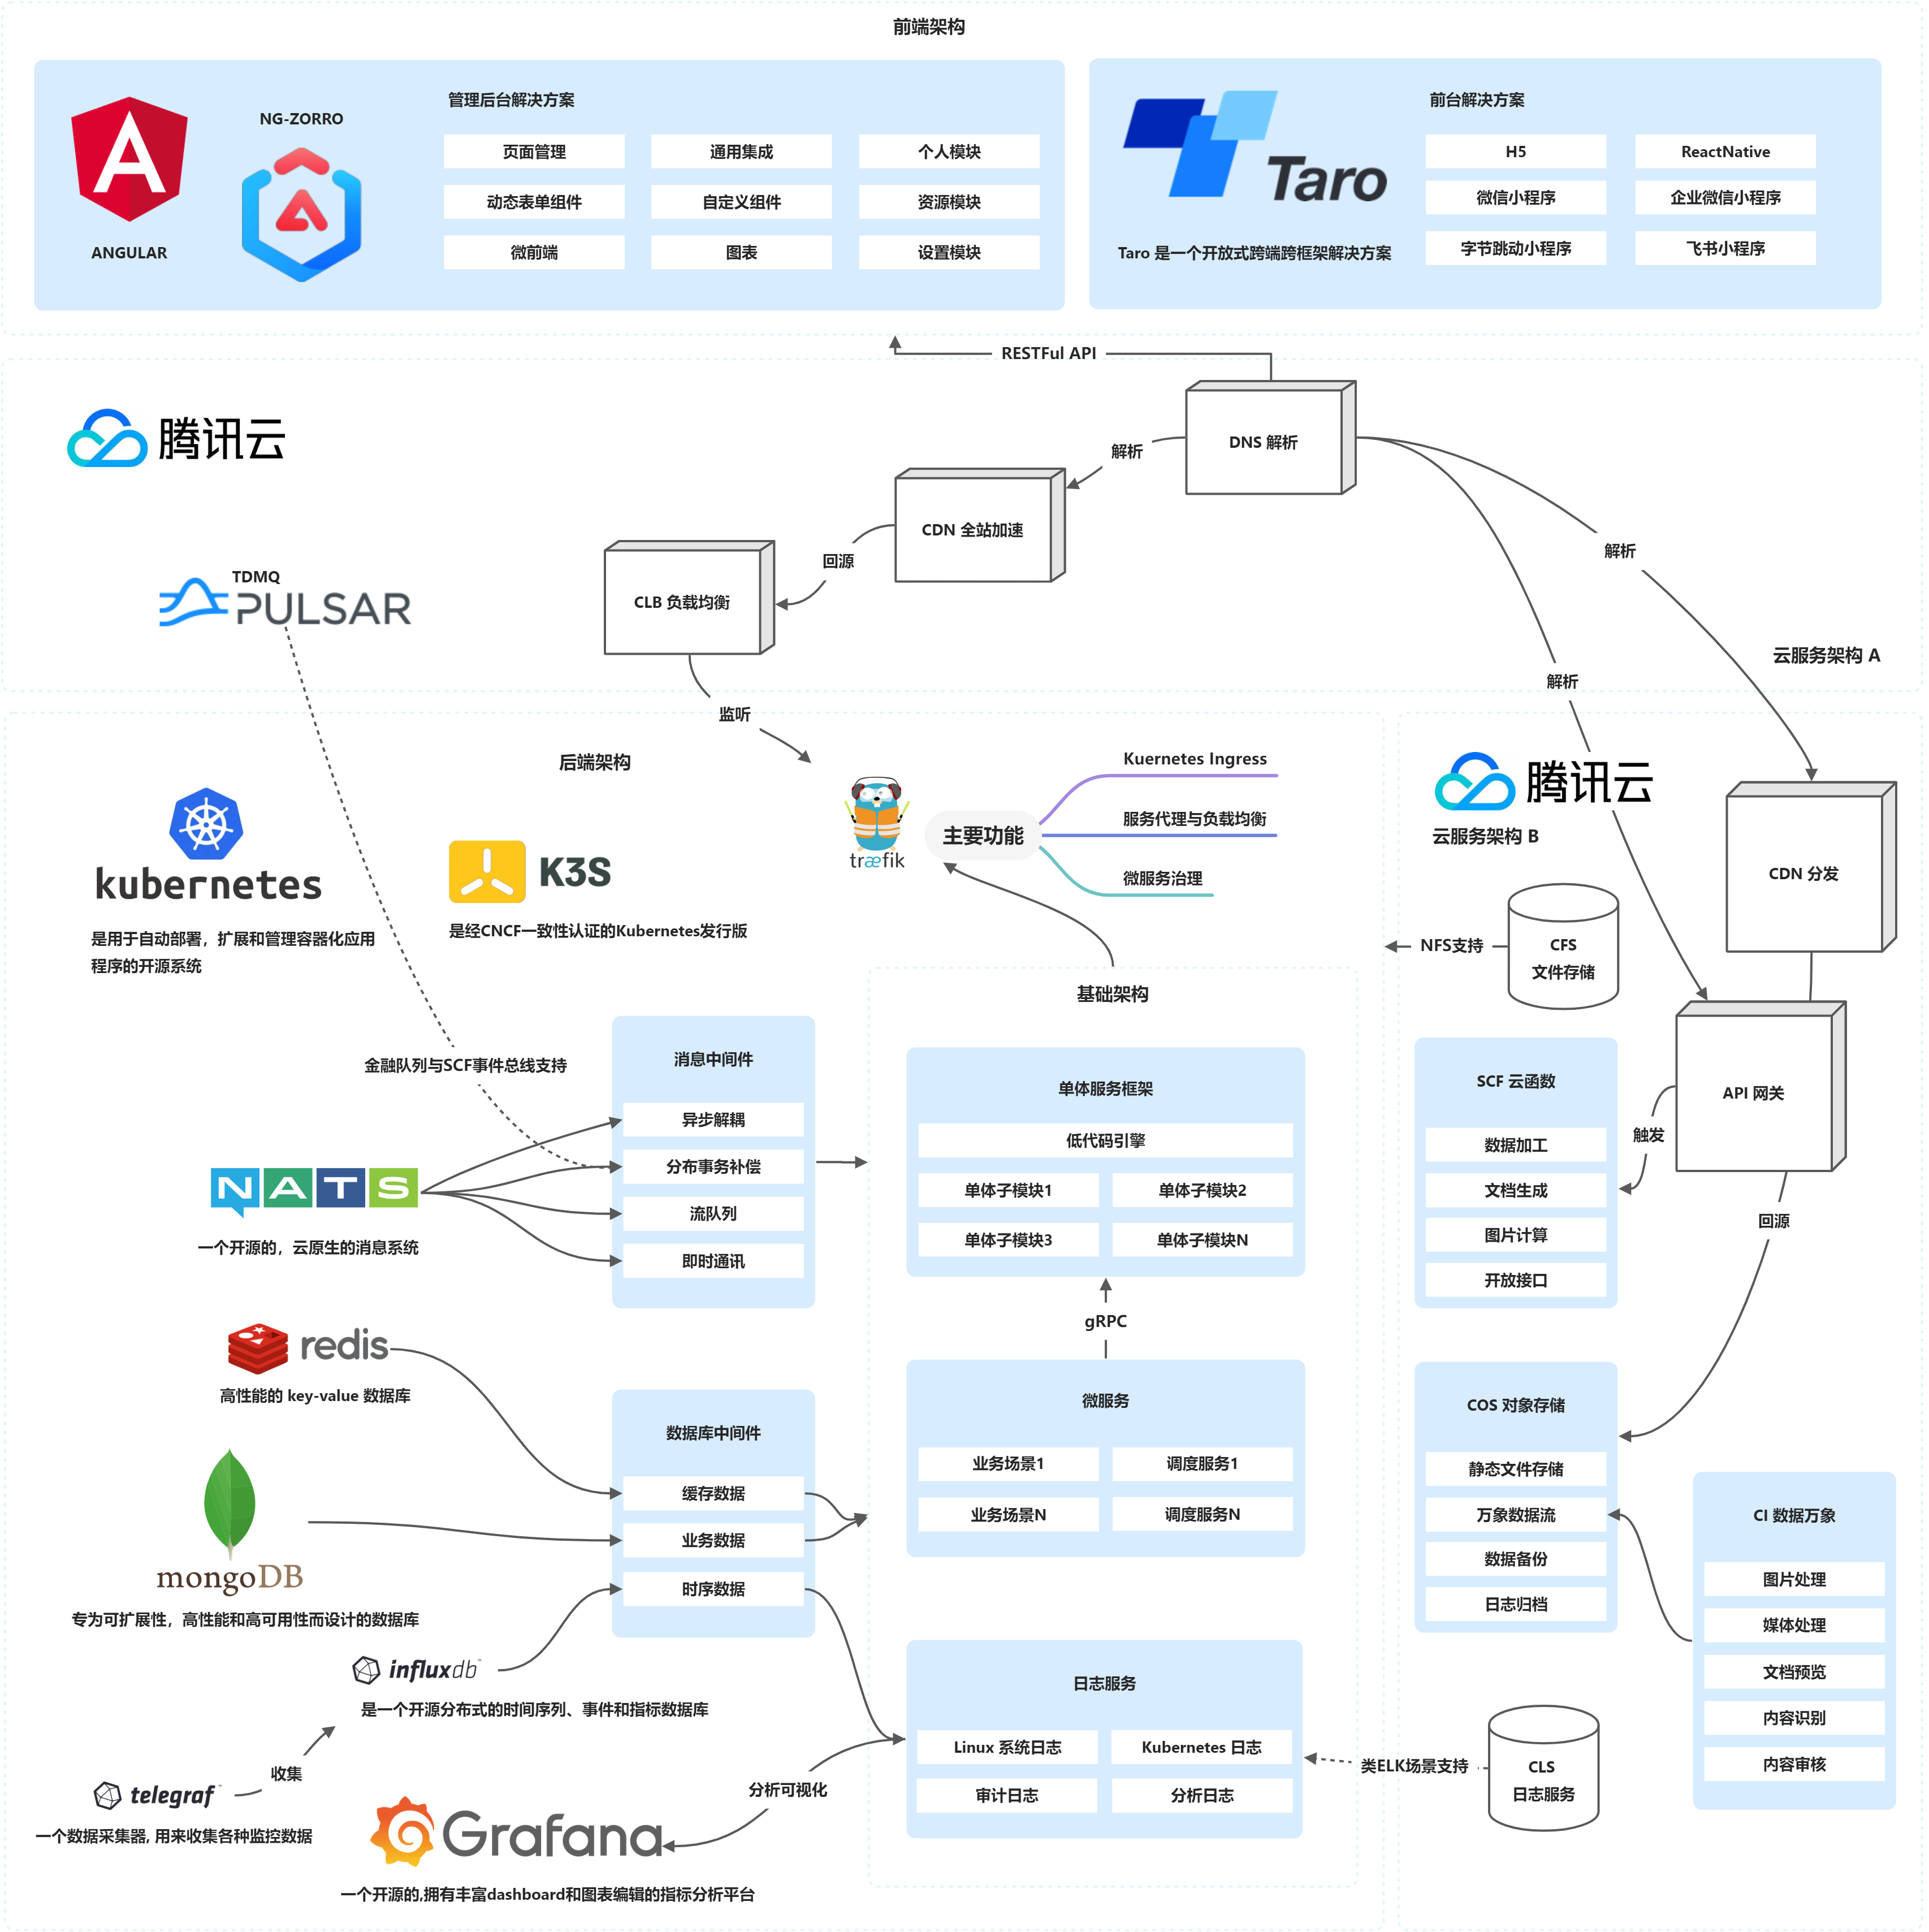 前端架构
ANGULAR
NG-ZORRO
管理后台解决方案
页面管理
通用集成
个人模块
动态表单组件
自定义组件
资源模块
微前端
图表
设置模块
Taro
Taro 是一个开放式跨端跨框架解决方案
前台解决方案
H5
ReactNative
微信小程序
企业微信小程序
字节跳动小程序
飞书小程序
RESTFul API
腾讯云
DNS 解析
解析
CDN 全站加速
回源
CLB 负载均衡
解析
解析
TDMQ
PULSAR
云服务架构 A
监听
后端架构
kubernetes
是用于自动部署，扩展和管理容器化应用
程序的开源系统
K3S
是经CNCF一致性认证的Kubernetes发行版
træfik
主要功能
Kuernetes Ingress
服务代理与负载均衡
微服务治理
腾讯云
云服务架构 B
CDN 分发
CFS
文件存储
NFS支持
API 网关
触发
回源
金融队列与SCF事件总线支持
消息中间件
异步解耦
分布事务补偿
流队列
即时通讯
NATS
一个开源的，云原生的消息系统
基础架构
单体服务框架
低代码引擎
单体子模块1
单体子模块2
单体子模块3
单体子模块N
gRPC
微服务
业务场景1
调度服务1
业务场景N
调度服务N
SCF 云函数
数据加工
文档生成
图片计算
开放接口
redis
高性能的 key-value 数据库
数据库中间件
缓存数据
业务数据
时序数据
mongoDB
专为可扩展性，高性能和高可用性而设计的数据库
influxdb
是一个开源分布式的时间序列、事件和指标数据库
收集
telegraf
一个数据采集器, 用来收集各种监控数据
分析可视化
Grafana
一个开源的,拥有丰富dashboard和图表编辑的指标分析平台
日志服务
Linux 系统日志
Kubernetes 日志
审计日志
分析日志
类ELK场景支持
CLS
日志服务
COS 对象存储
静态文件存储
万象数据流
数据备份
日志归档
CI 数据万象
图片处理
媒体处理
文档预览
内容识别
内容审核